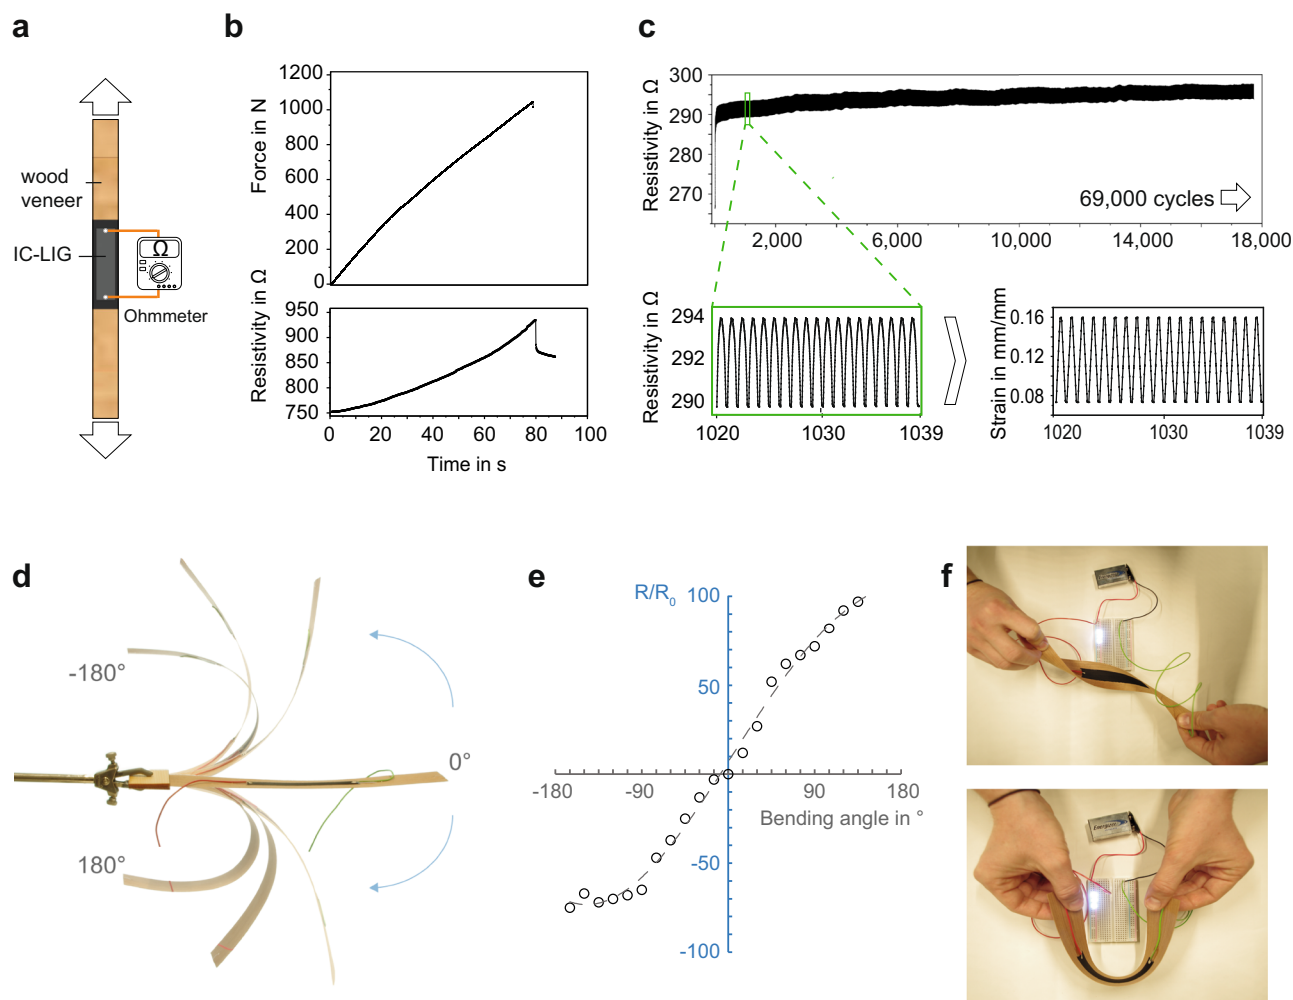 a
wood
veneer
IC-LIG
Ω
Ohmmeter
b
Force in N
1200
1000
800
600
400
200
0
Resistivity in Ω
950
900
850
800
750
0 20 40 60 80 100
Time in s
c
Resistivity in Ω
300
290
280
270
69,000 cycles
2,000 6,000 10,000 14,000 18,000
Resistivity in Ω
294
292
290
1020 1030 1039
Strain in mm/mm
0.16
0.12
0.08
1020 1030 1039
d
-180°
0°
180°
e
R/R0
100
50
-180 -90 90 180
Bending angle in °
-50
-100
f
Energizer